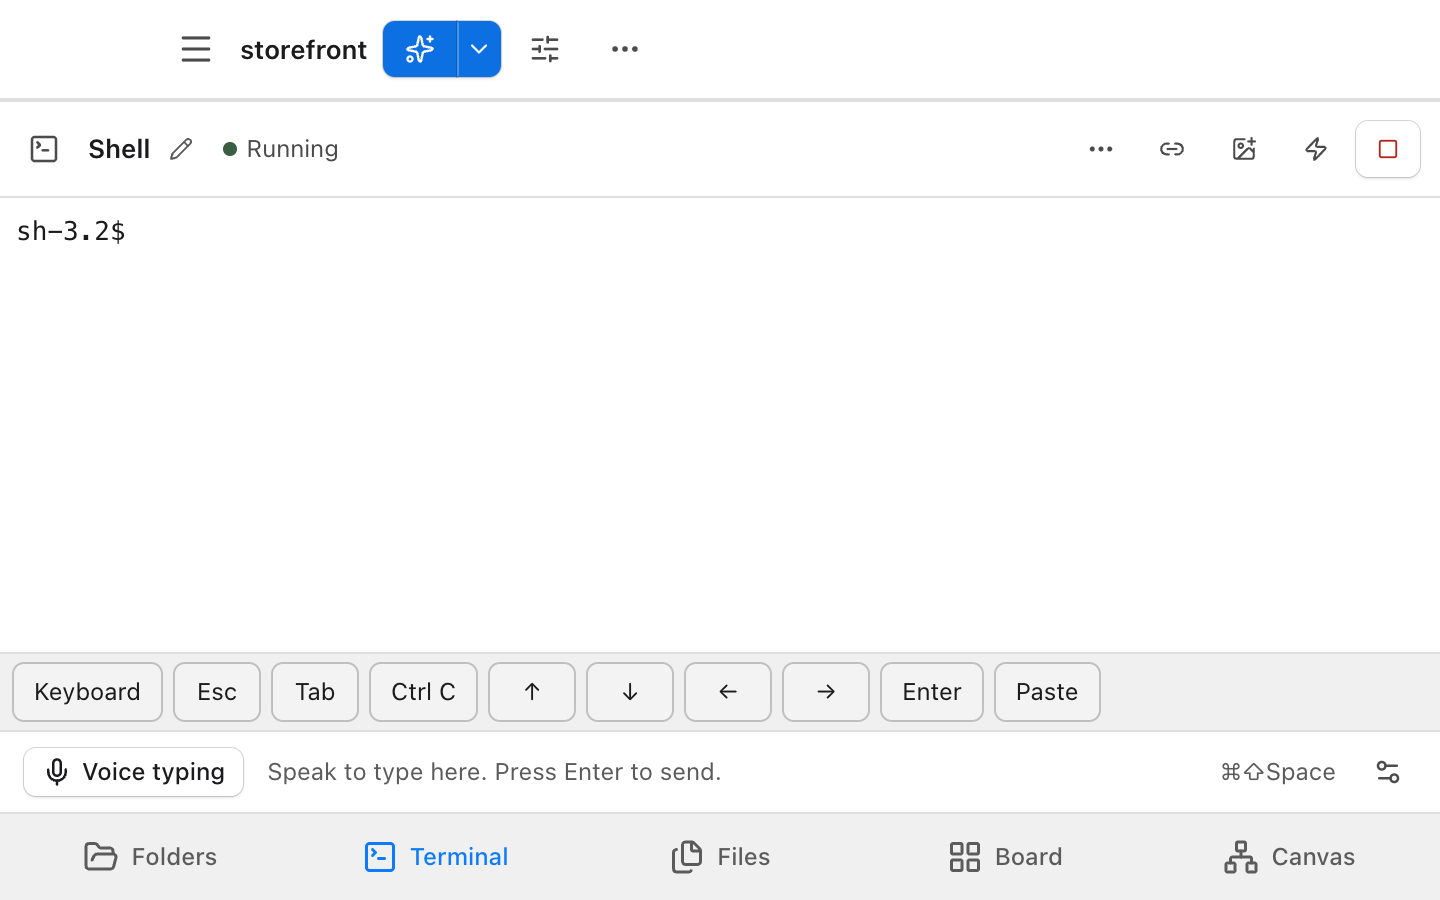 storefront
Shell Running
sh-3.2$
Keyboard Esc Tab Ctrl C ↑ ↓ ← → Enter Paste
Voice typing Speak to type here. Press Enter to send. ⌘⇧Space
Folders Terminal Files Board Canvas